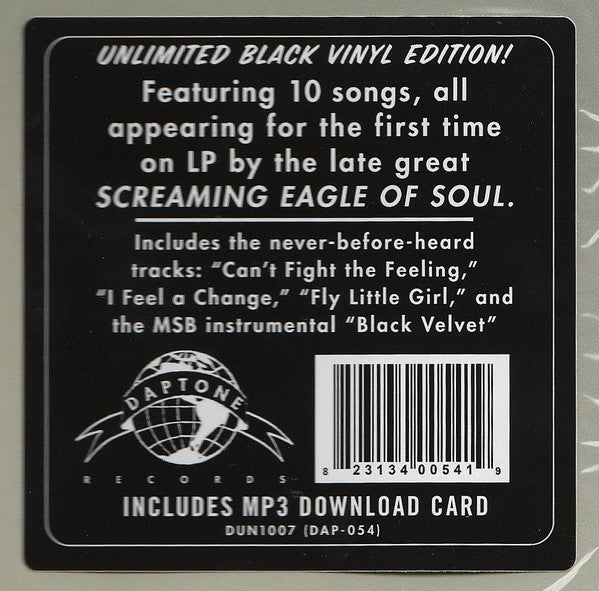 UNLIMITED BLACK VINYL EDITION!
Featuring 10 songs, all
appearing for the first time
on LP by the late great
SCREAMING EAGLE OF SOUL.
Includes the never-before-heard
tracks: “Can’t Fight the Feeling,”
“I Feel a Change,” “Fly Little Girl,” and
the MSB instrumental “Black Velvet”
DAPTONE
RECORDS
8 23134 00541 9
INCLUDES MP3 DOWNLOAD CARD
DUN1007 (DAP-054)